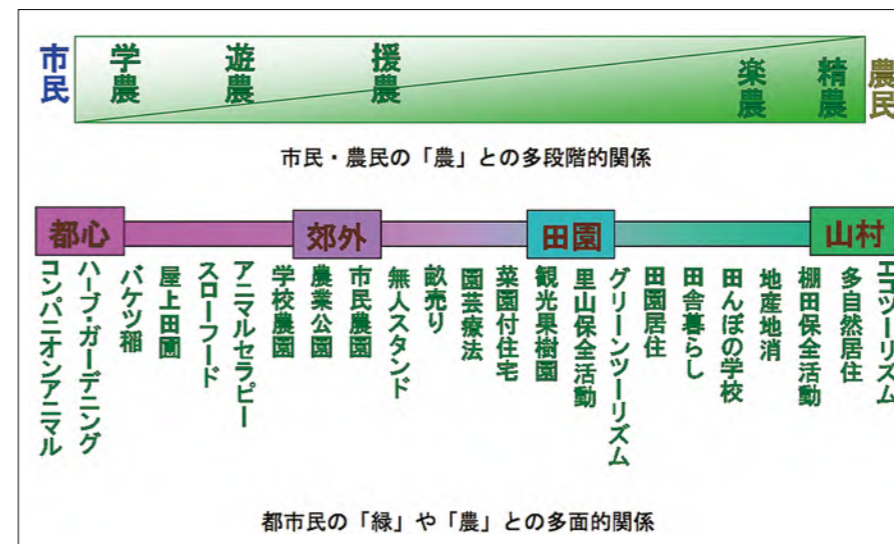 市民
学農
遊農
援農
楽農
精農
農民
市民・農民の「農」との多段階的関係
都心
郊外
田園
山村
コンパニオンアニマル
ハーブ・ガーデニング
バケツ稲
屋上田圃
スローフード
アニマルセラピー
学校農園
農業公園
市民農園
無人スタンド
畝売り
園芸療法
菜園付住宅
観光果樹園
里山保全活動
グリーンツーリズム
田園居住
田舎暮らし
田んぼの学校
地産地消
棚田保全活動
多自然居住
エコツーリズム
都市民の「緑」や「農」との多面的関係